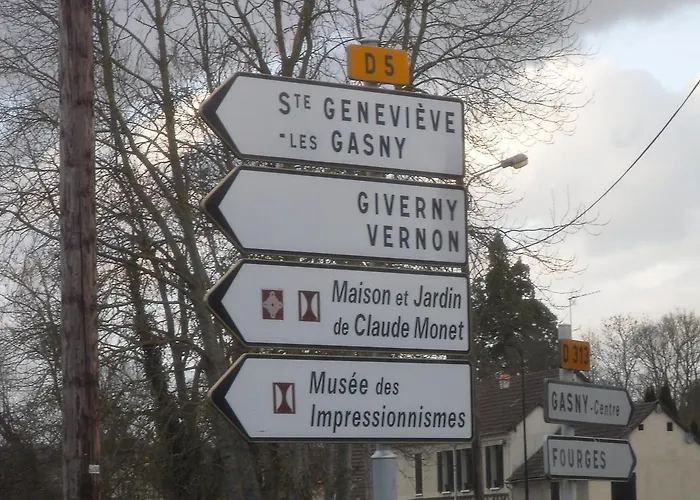 D 5
STE GENEVIÈVE
-LES GASNY
GIVERNY
VERNON
Maison et Jardin
de Claude Monet
Musée des
Impressionnismes
D 313
GASNY-Centre
FOURGES